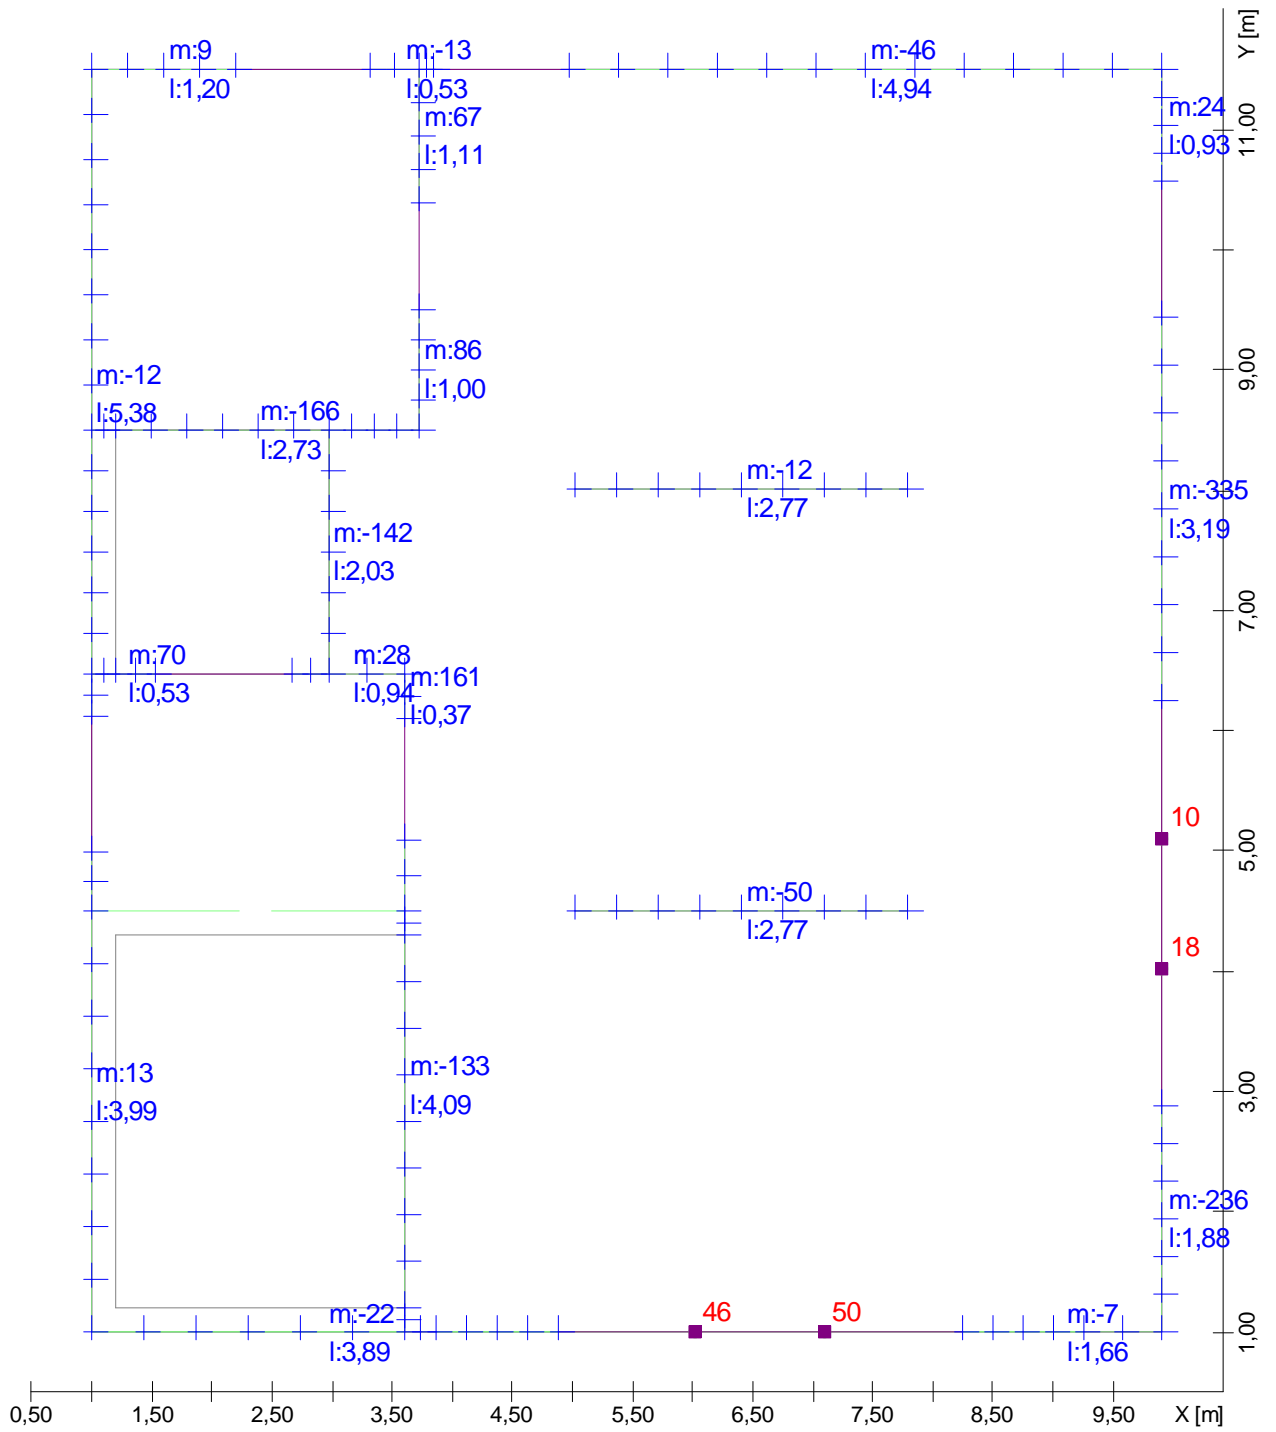 Y [m]
m:9
l:1,20
m:-13
l:0,53
m:-46
l:4,94
m:24
l:0,93
11,00
m:67
l:1,11
m:86
l:1,00
9,00
m:-12
l:5,38
m:-166
l:2,73
m:-12
l:2,77
m:-335
l:3,19
m:-142
l:2,03
7,00
m:70
l:0,53
m:28
l:0,94
m:161
l:0,37
10
5,00
m:-50
l:2,77
18
m:13
l:3,99
m:-133
l:4,09
3,00
m:-236
l:1,88
m:-22
l:3,89
46
50
m:-7
l:1,66
1,00
0,50
1,50
2,50
3,50
4,50
5,50
6,50
7,50
8,50
9,50
X [m]